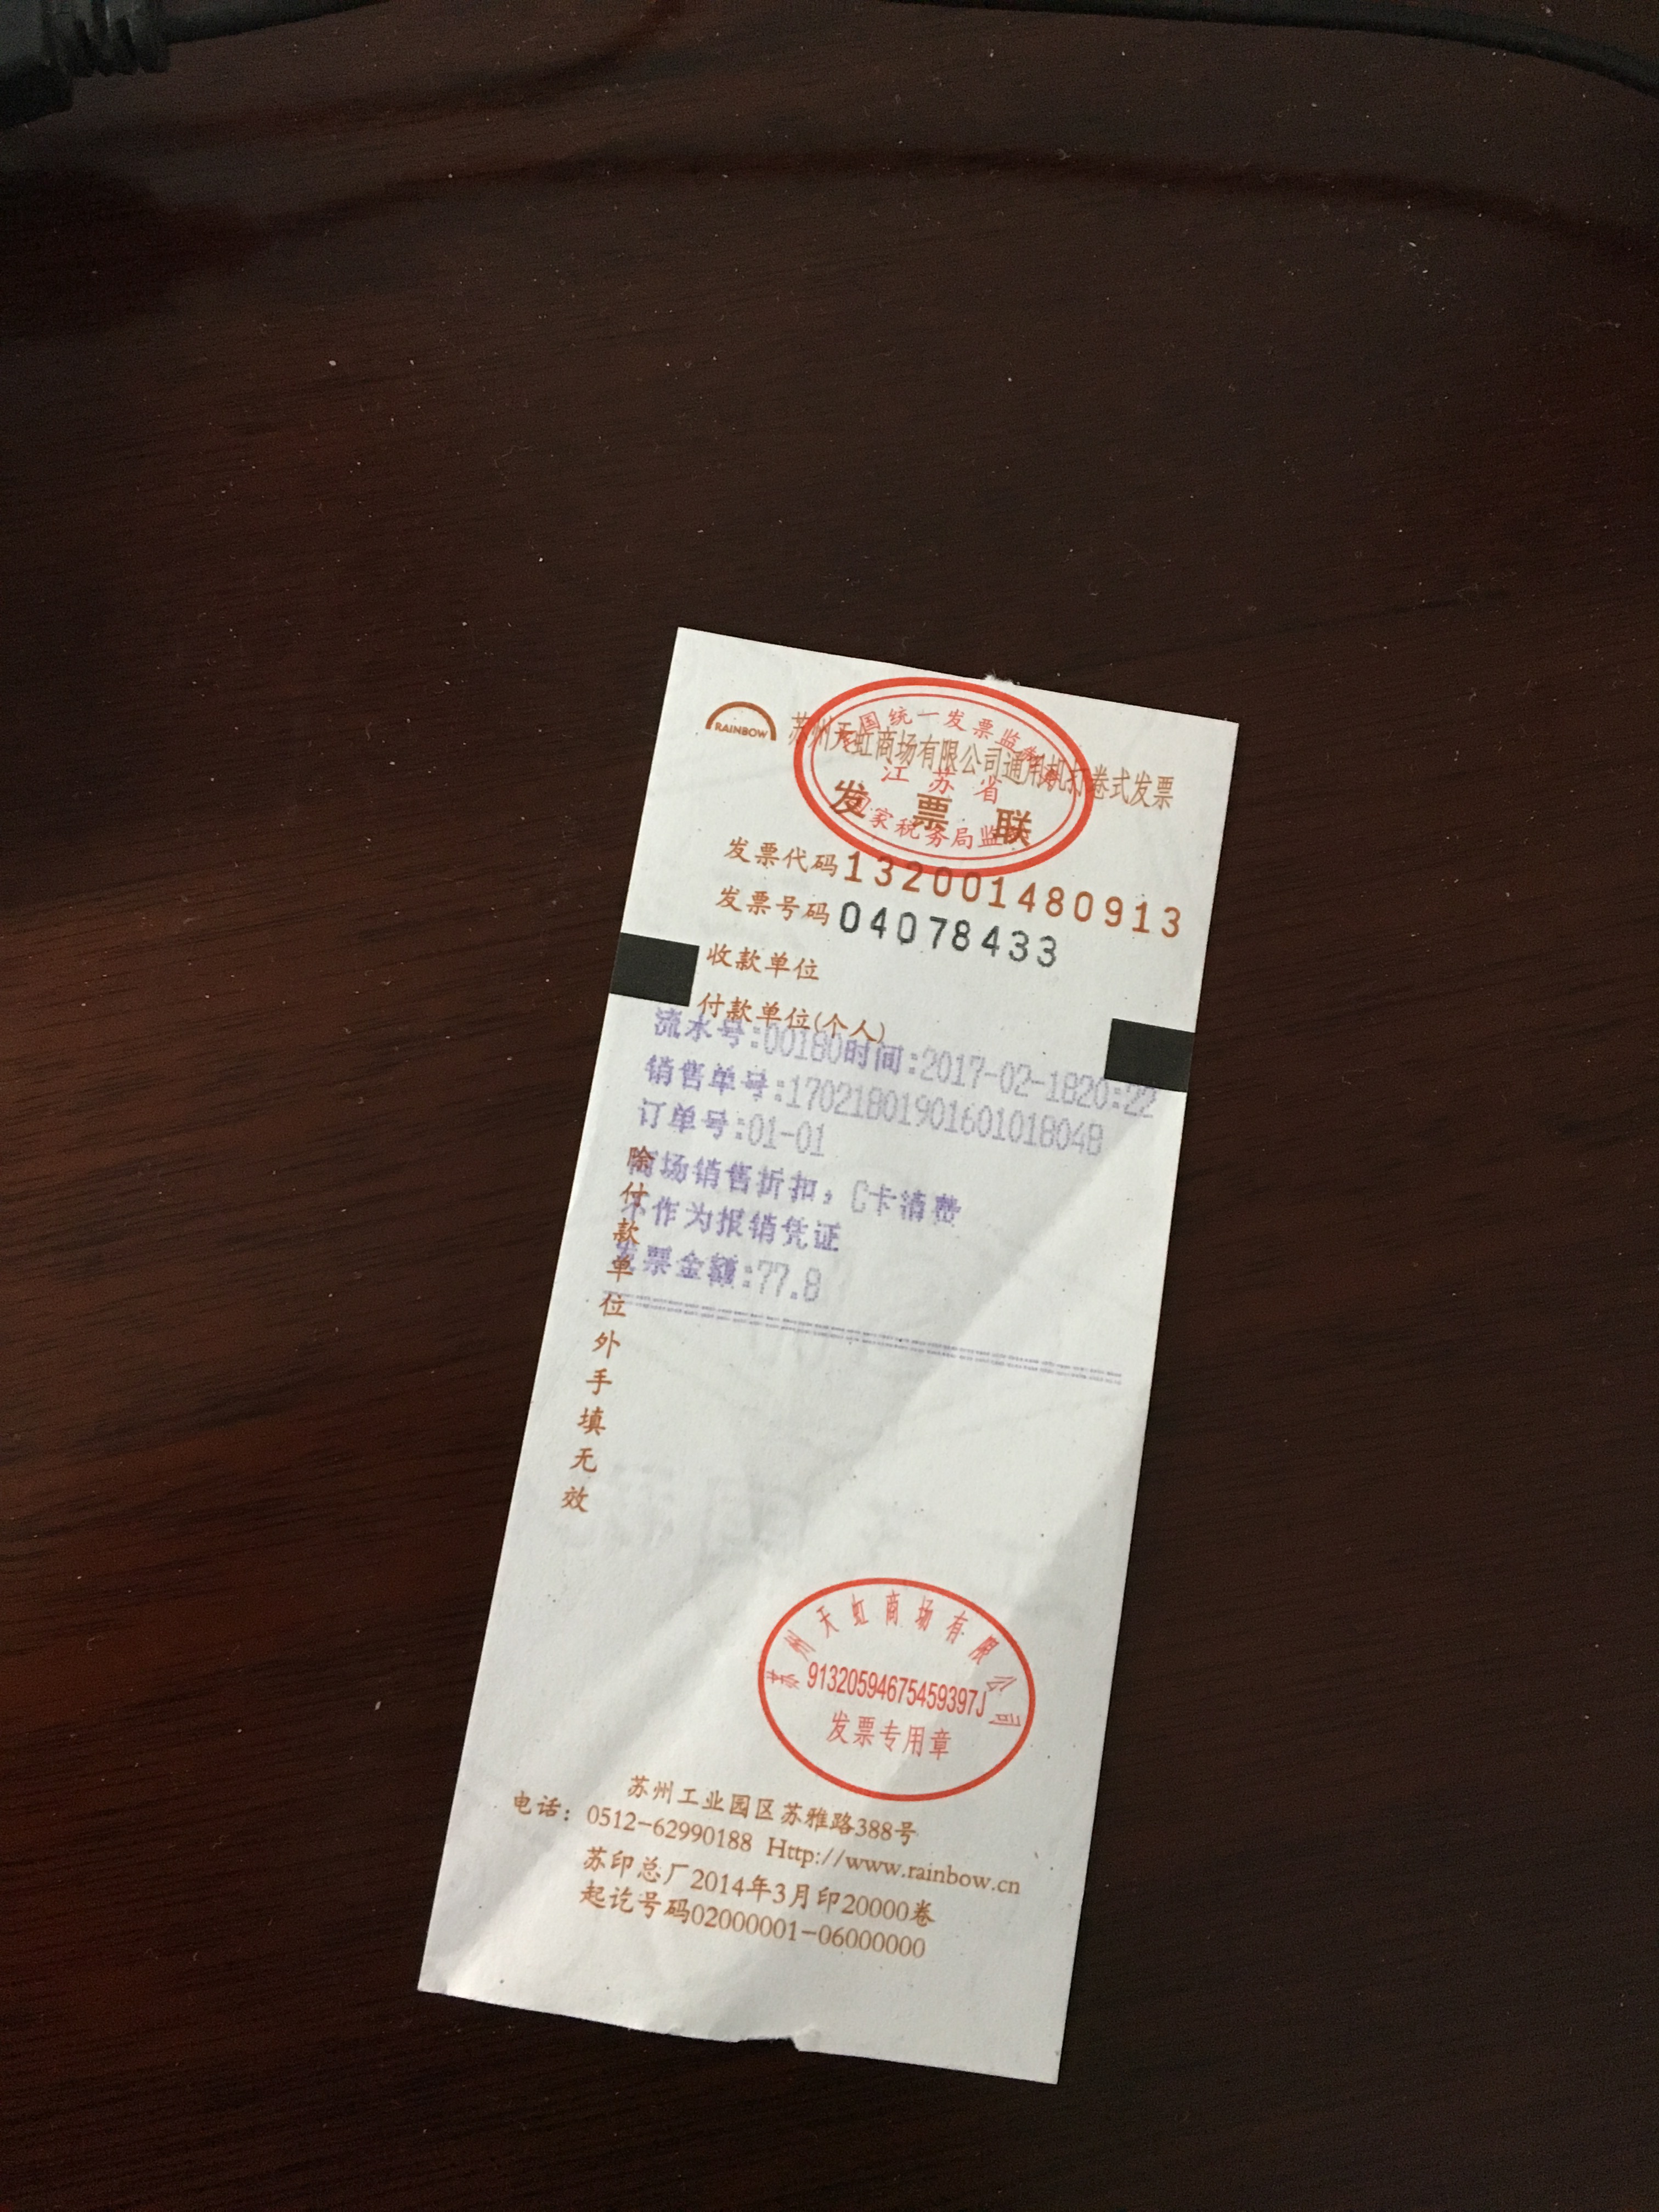 RAINBOW
苏州天虹商场有限公司通用机打卷式发票
全国统一发票监制章
江苏省
国家税务局监制
发票联
发票代码132001480913
发票号码04078433
收款单位
付款单位(个人)
流水号:00180时间:2017-02-1820:22
销售单号:17021801901601018048
订单号:01-01
商场销售折扣，C卡消费
不作为报销凭证
发票金额:77.8
除付款单位外手填无效
苏州天虹商场有限公司
91320594675459397J
发票专用章
苏州工业园区苏雅路388号
电话：0512-62990188 Http://www.rainbow.cn
苏印总厂2014年3月印20000卷
起讫号码02000001-06000000